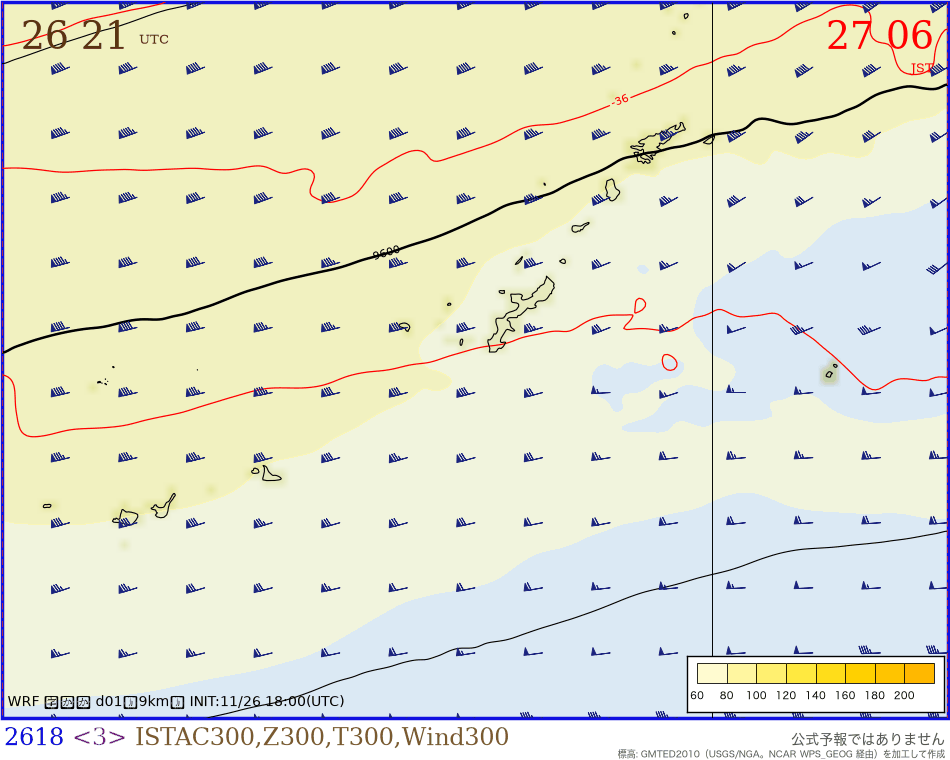 26 21 UTC
27 06
JST
-36
9600
WRF d01 9km INIT:11/26 18:00(UTC)
60 80 100 120 140 160 180 200
2618 <3> ISTAC300,Z300,T300,Wind300
公式予報ではありません
標高: GMTED2010（USGS/NGA。NCAR WPS_GEOG 経由）を加工して作成